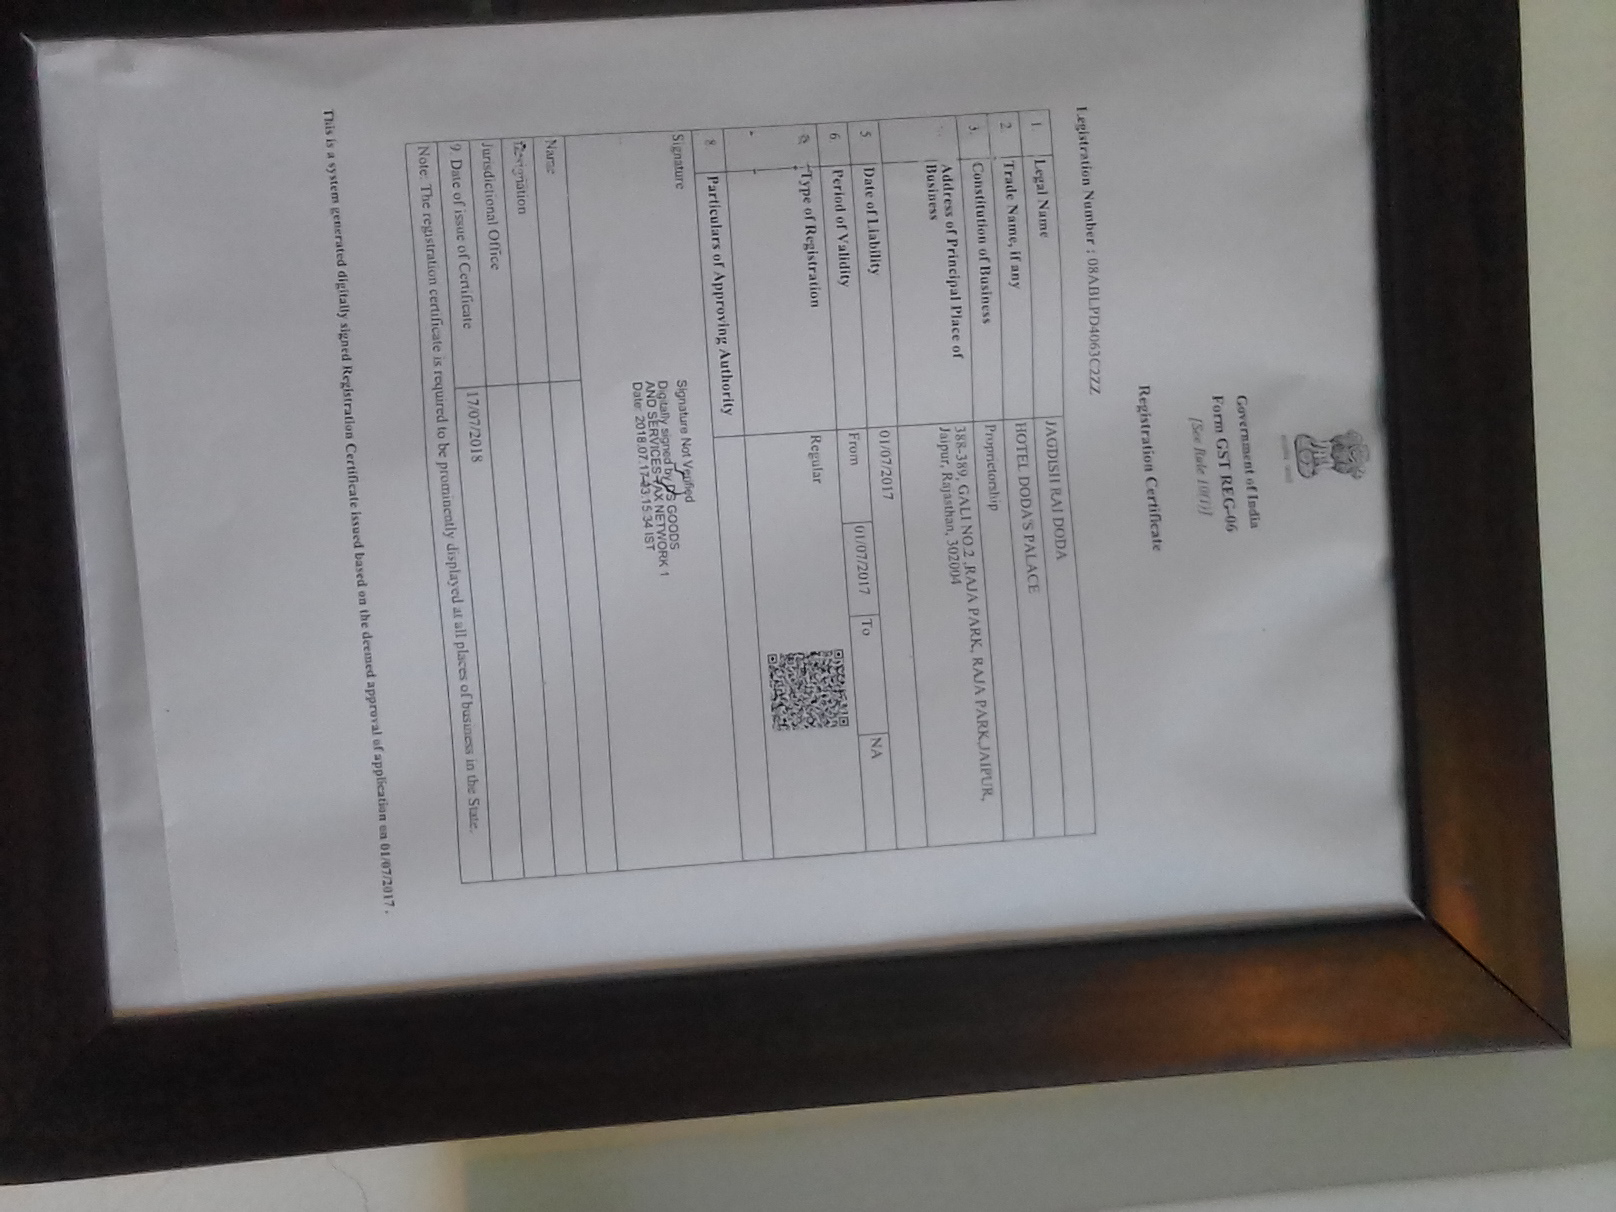 Government of India
Form GST REG-06
[See Rule 10(1)]
Registration Certificate
Legistration Number : 08ABLPD4063C2ZZ
1. Legal Name JAGDISH RAI DODA
2. Trade Name, if any HOTEL DODA'S PALACE
3. Constitution of Business Proprietorship
Address of Principal Place of 388-389, GALI NO.2 ,RAJA PARK, RAJA PARK,JAIPUR,
Business Jaipur, Rajasthan, 302004
5. Date of Liability 01/07/2017
6. Period of Validity From 01/07/2017 To NA
Type of Registration Regular
8. Particulars of Approving Authority
Signature
Signature Not Verified
Digitally signed by DS GOODS
AND SERVICES TAX NETWORK 1
Date: 2018.07.17 13:15:34 IST
Name
Designation
Jurisdictional Office
9. Date of issue of Certificate 17/07/2018
Note: The registration certificate is required to be prominently displayed at all places of business in the State.
This is a system generated digitally signed Registration Certificate issued based on the deemed approval of application on 01/07/2017 .